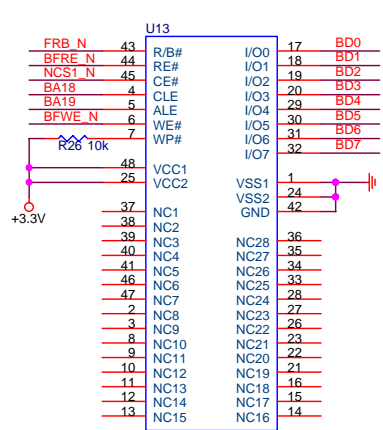 U13
FRB_N 43 R/B# I/O0 17 BD0
BFRE_N 44 RE# I/O1 18 BD1
NCS1_N 45 CE# I/O2 19 BD2
BA18 4 CLE I/O3 20 BD3
BA19 5 ALE I/O4 29 BD4
BFWE_N 6 WE# I/O5 30 BD5
7 WP# I/O6 31 BD6
R26 10k I/O7 32 BD7
48 VCC1
25 VCC2 VSS1 1
VSS2 24
+3.3V 37 NC1 GND 42
38 NC2
39 NC3 NC28 36
40 NC4 NC27 35
41 NC5 NC26 34
46 NC6 NC25 33
47 NC7 NC24 28
2 NC8 NC23 27
3 NC9 NC22 26
8 NC10 NC21 23
9 NC11 NC20 22
10 NC12 NC19 21
11 NC13 NC18 16
12 NC14 NC17 15
13 NC15 NC16 14